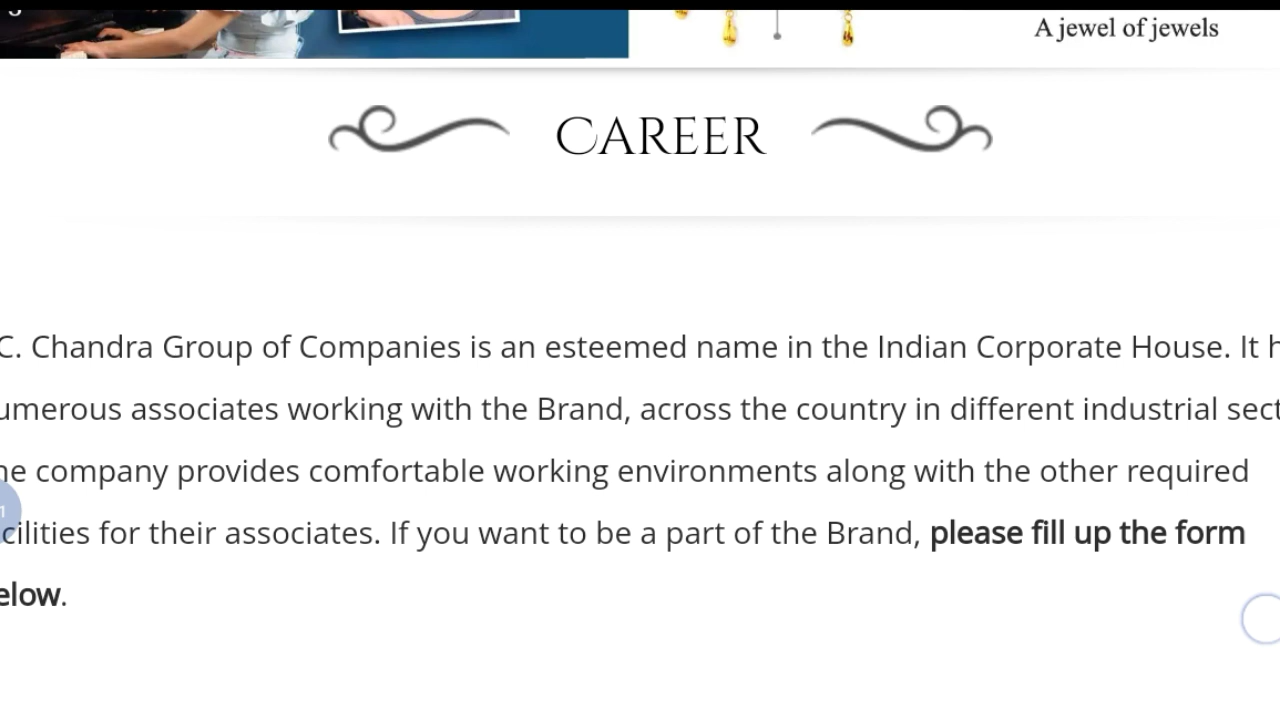 A jewel of jewels
CAREER
C. Chandra Group of Companies is an esteemed name in the Indian Corporate House. It h
umerous associates working with the Brand, across the country in different industrial sect
he company provides comfortable working environments along with the other required
cilities for their associates. If you want to be a part of the Brand, please fill up the form
elow.